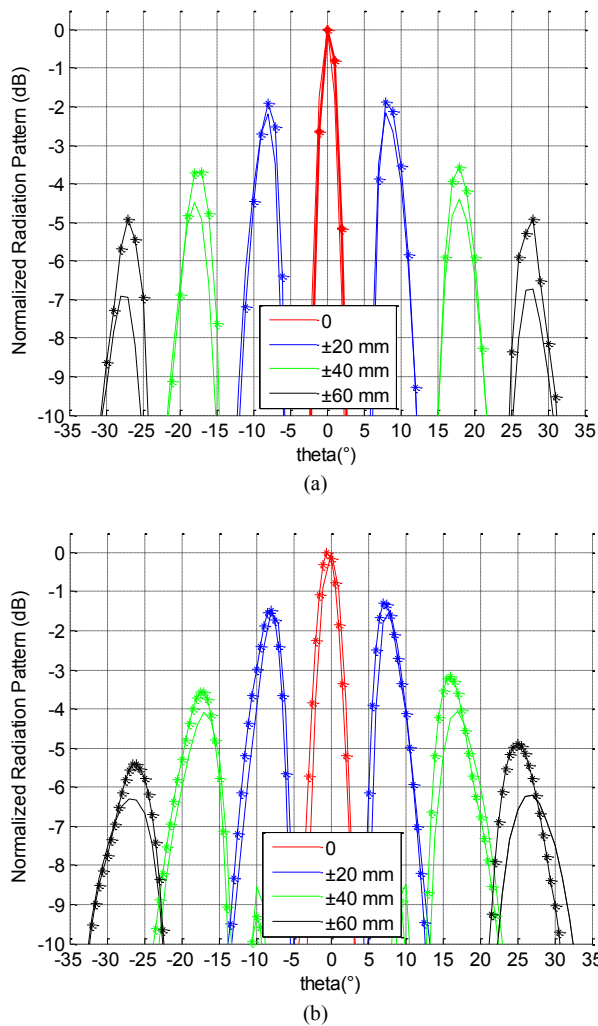 Normalized Radiation Pattern (dB)
0
-1
-2
-3
-4
-5
-6
-7
-8
-9
-10
0
±20 mm
±40 mm
±60 mm
-35 -30 -25 -20 -15 -10 -5 0 5 10 15 20 25 30 35
theta(°)
(a)
Normalized Radiation Pattern (dB)
0
-1
-2
-3
-4
-5
-6
-7
-8
-9
-10
0
±20 mm
±40 mm
±60 mm
-35 -30 -25 -20 -15 -10 -5 0 5 10 15 20 25 30 35
theta(°)
(b)